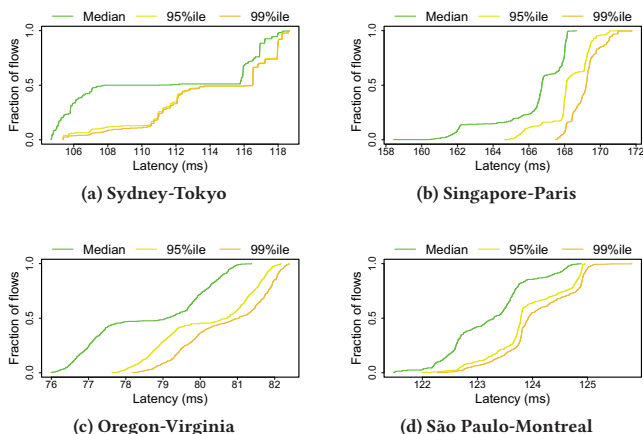 Median 95%ile 99%ile
Fraction of flows
0.0 0.5 1.0
106 108 110 112 114 116 118
Latency (ms)
(a) Sydney-Tokyo
Median 95%ile 99%ile
Fraction of flows
0.0 0.5 1.0
158 160 162 164 166 168 170 172
Latency (ms)
(b) Singapore-Paris
Median 95%ile 99%ile
Fraction of flows
0.0 0.5 1.0
76 77 78 79 80 81 82
Latency (ms)
(c) Oregon-Virginia
Median 95%ile 99%ile
Fraction of flows
0.0 0.5 1.0
122 123 124 125
Latency (ms)
(d) São Paulo-Montreal